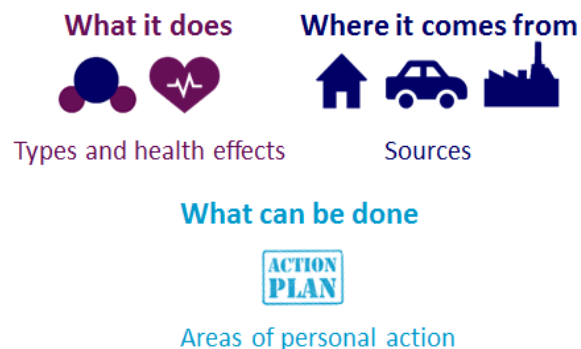 What it does
Where it comes from
Types and health effects
Sources
What can be done
ACTION
PLAN
Areas of personal action